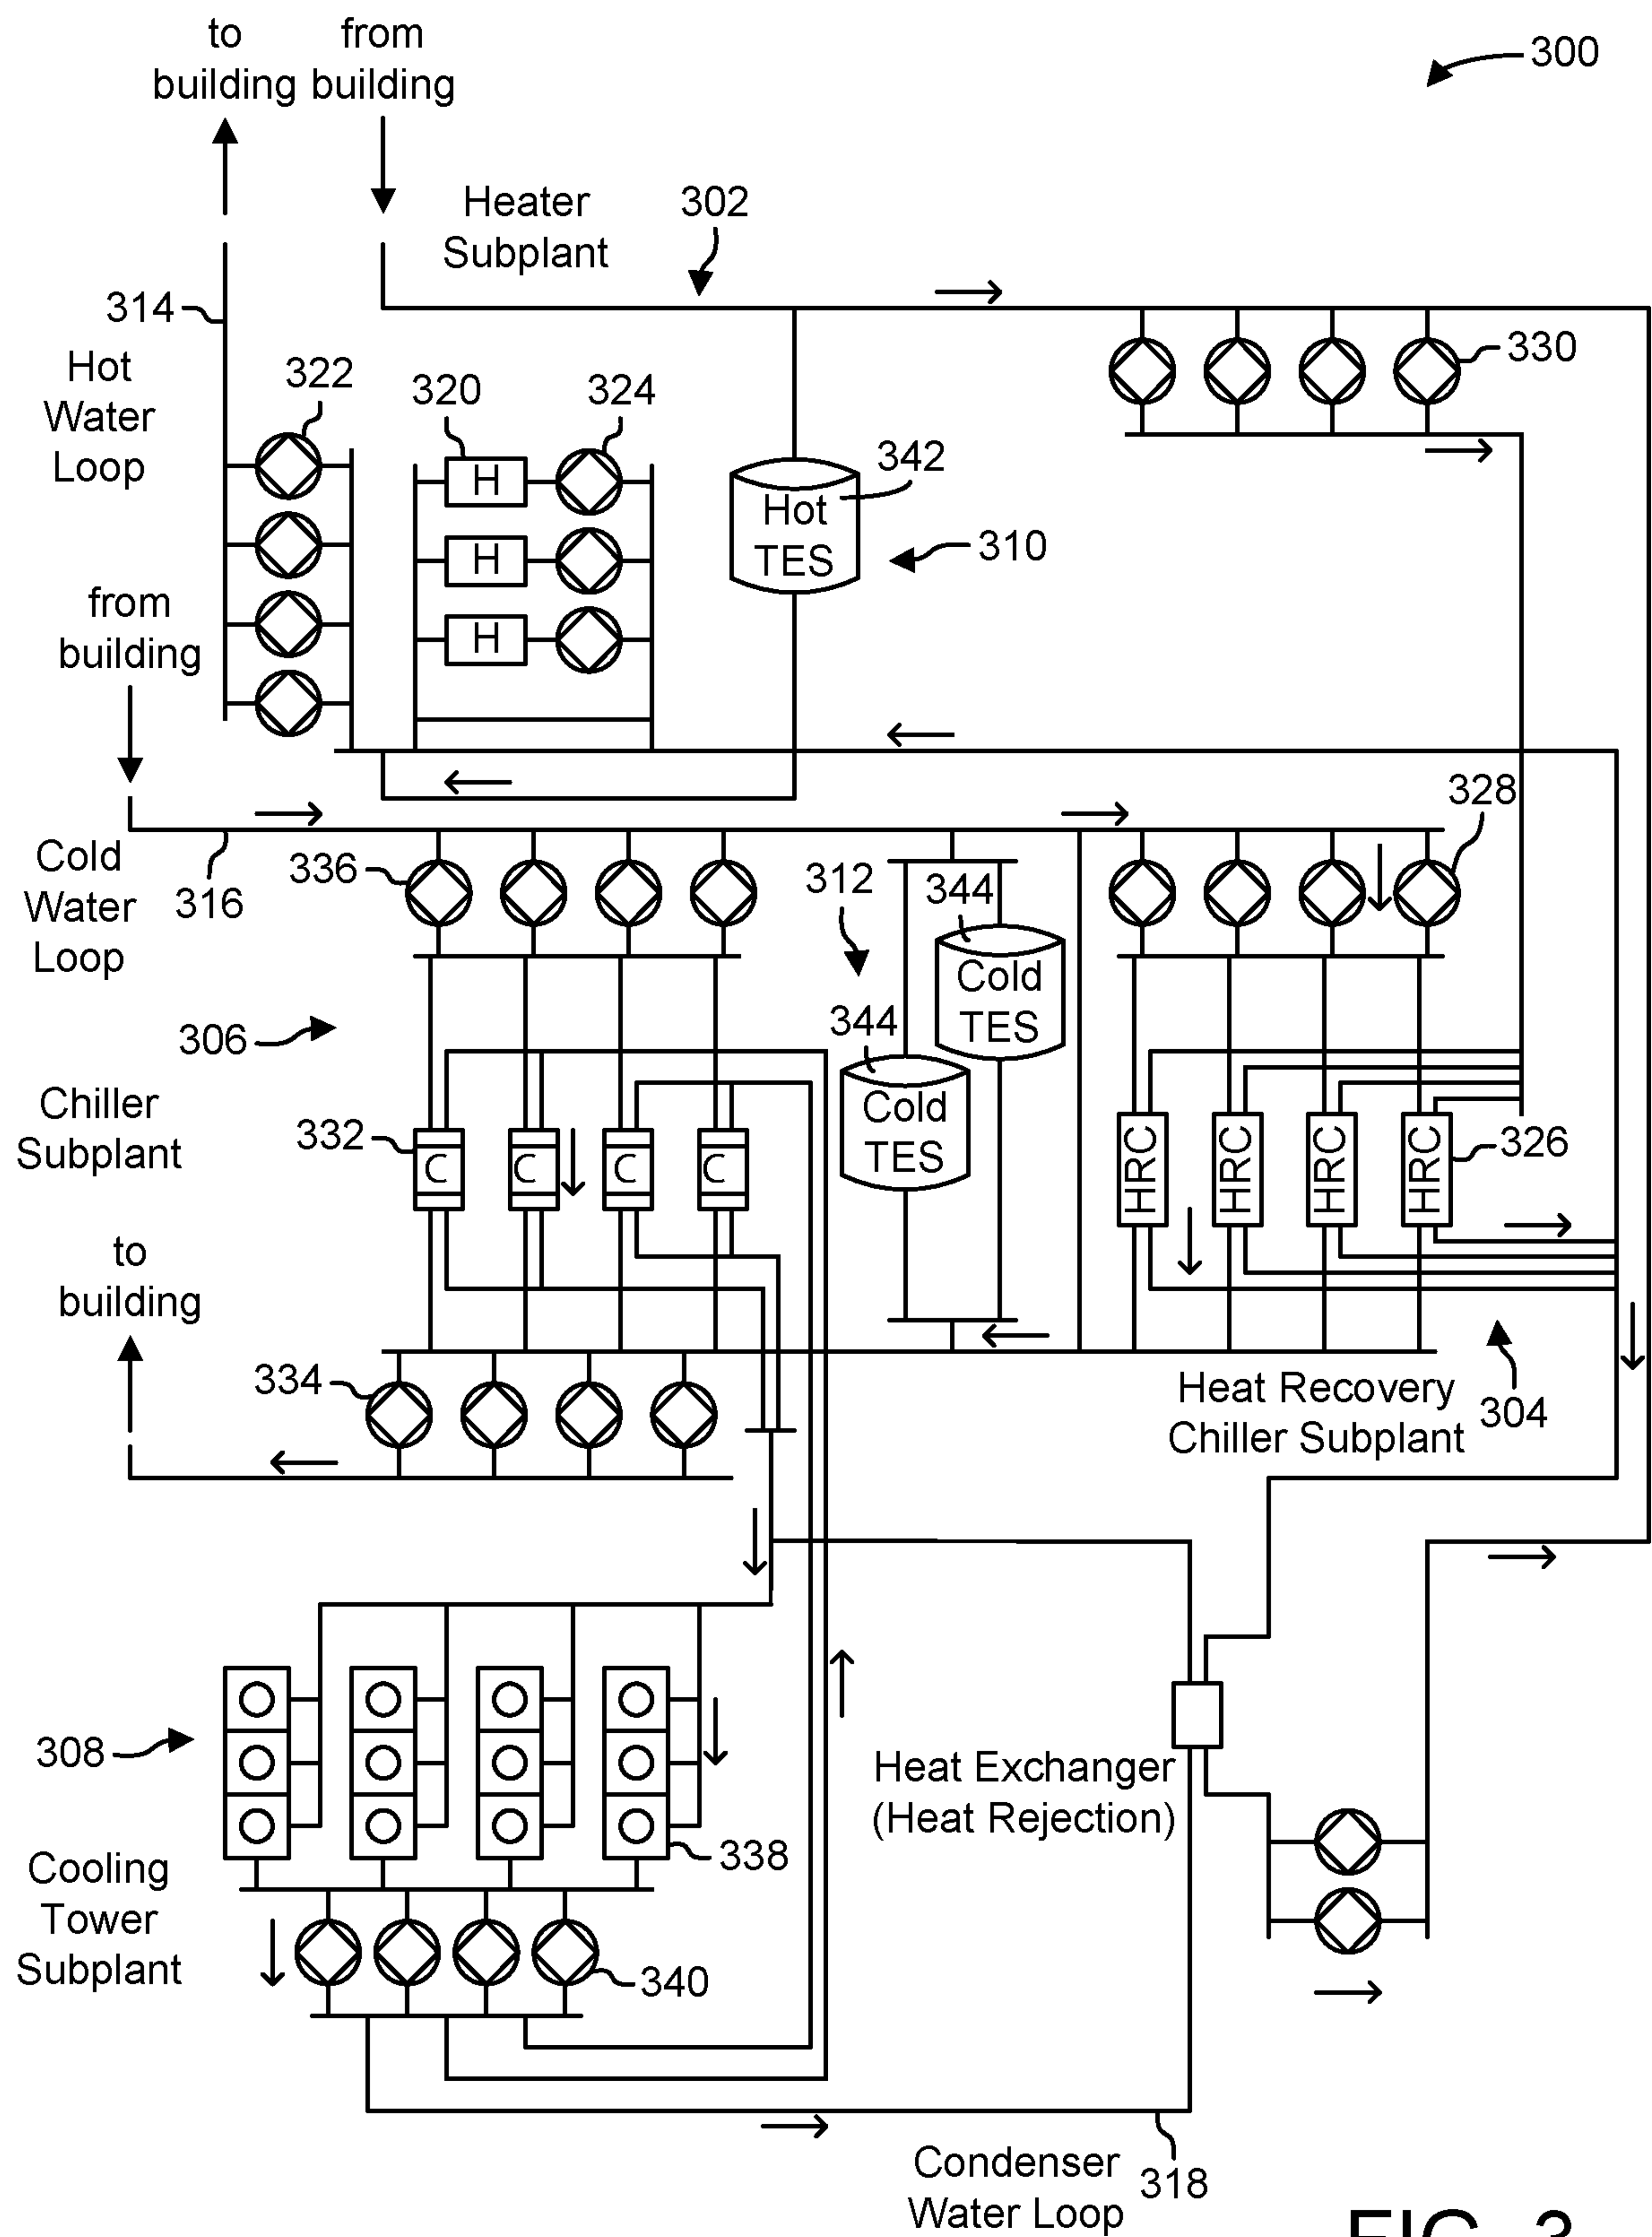 to from
building building
300
Heater
Subplant
302
314
Hot
Water
Loop
322
320
324
330
342
Hot
TES
310
H
H
H
from
building
328
Cold
Water
Loop
316
336
312
344
Cold
TES
344
Cold
TES
306
Chiller
Subplant
332
C
C
C
C
HRC
HRC
HRC
HRC
326
to
building
334
Heat Recovery
Chiller Subplant
304
308
Heat Exchanger
(Heat Rejection)
338
Cooling
Tower
Subplant
340
Condenser
Water Loop
318
FIG. 3